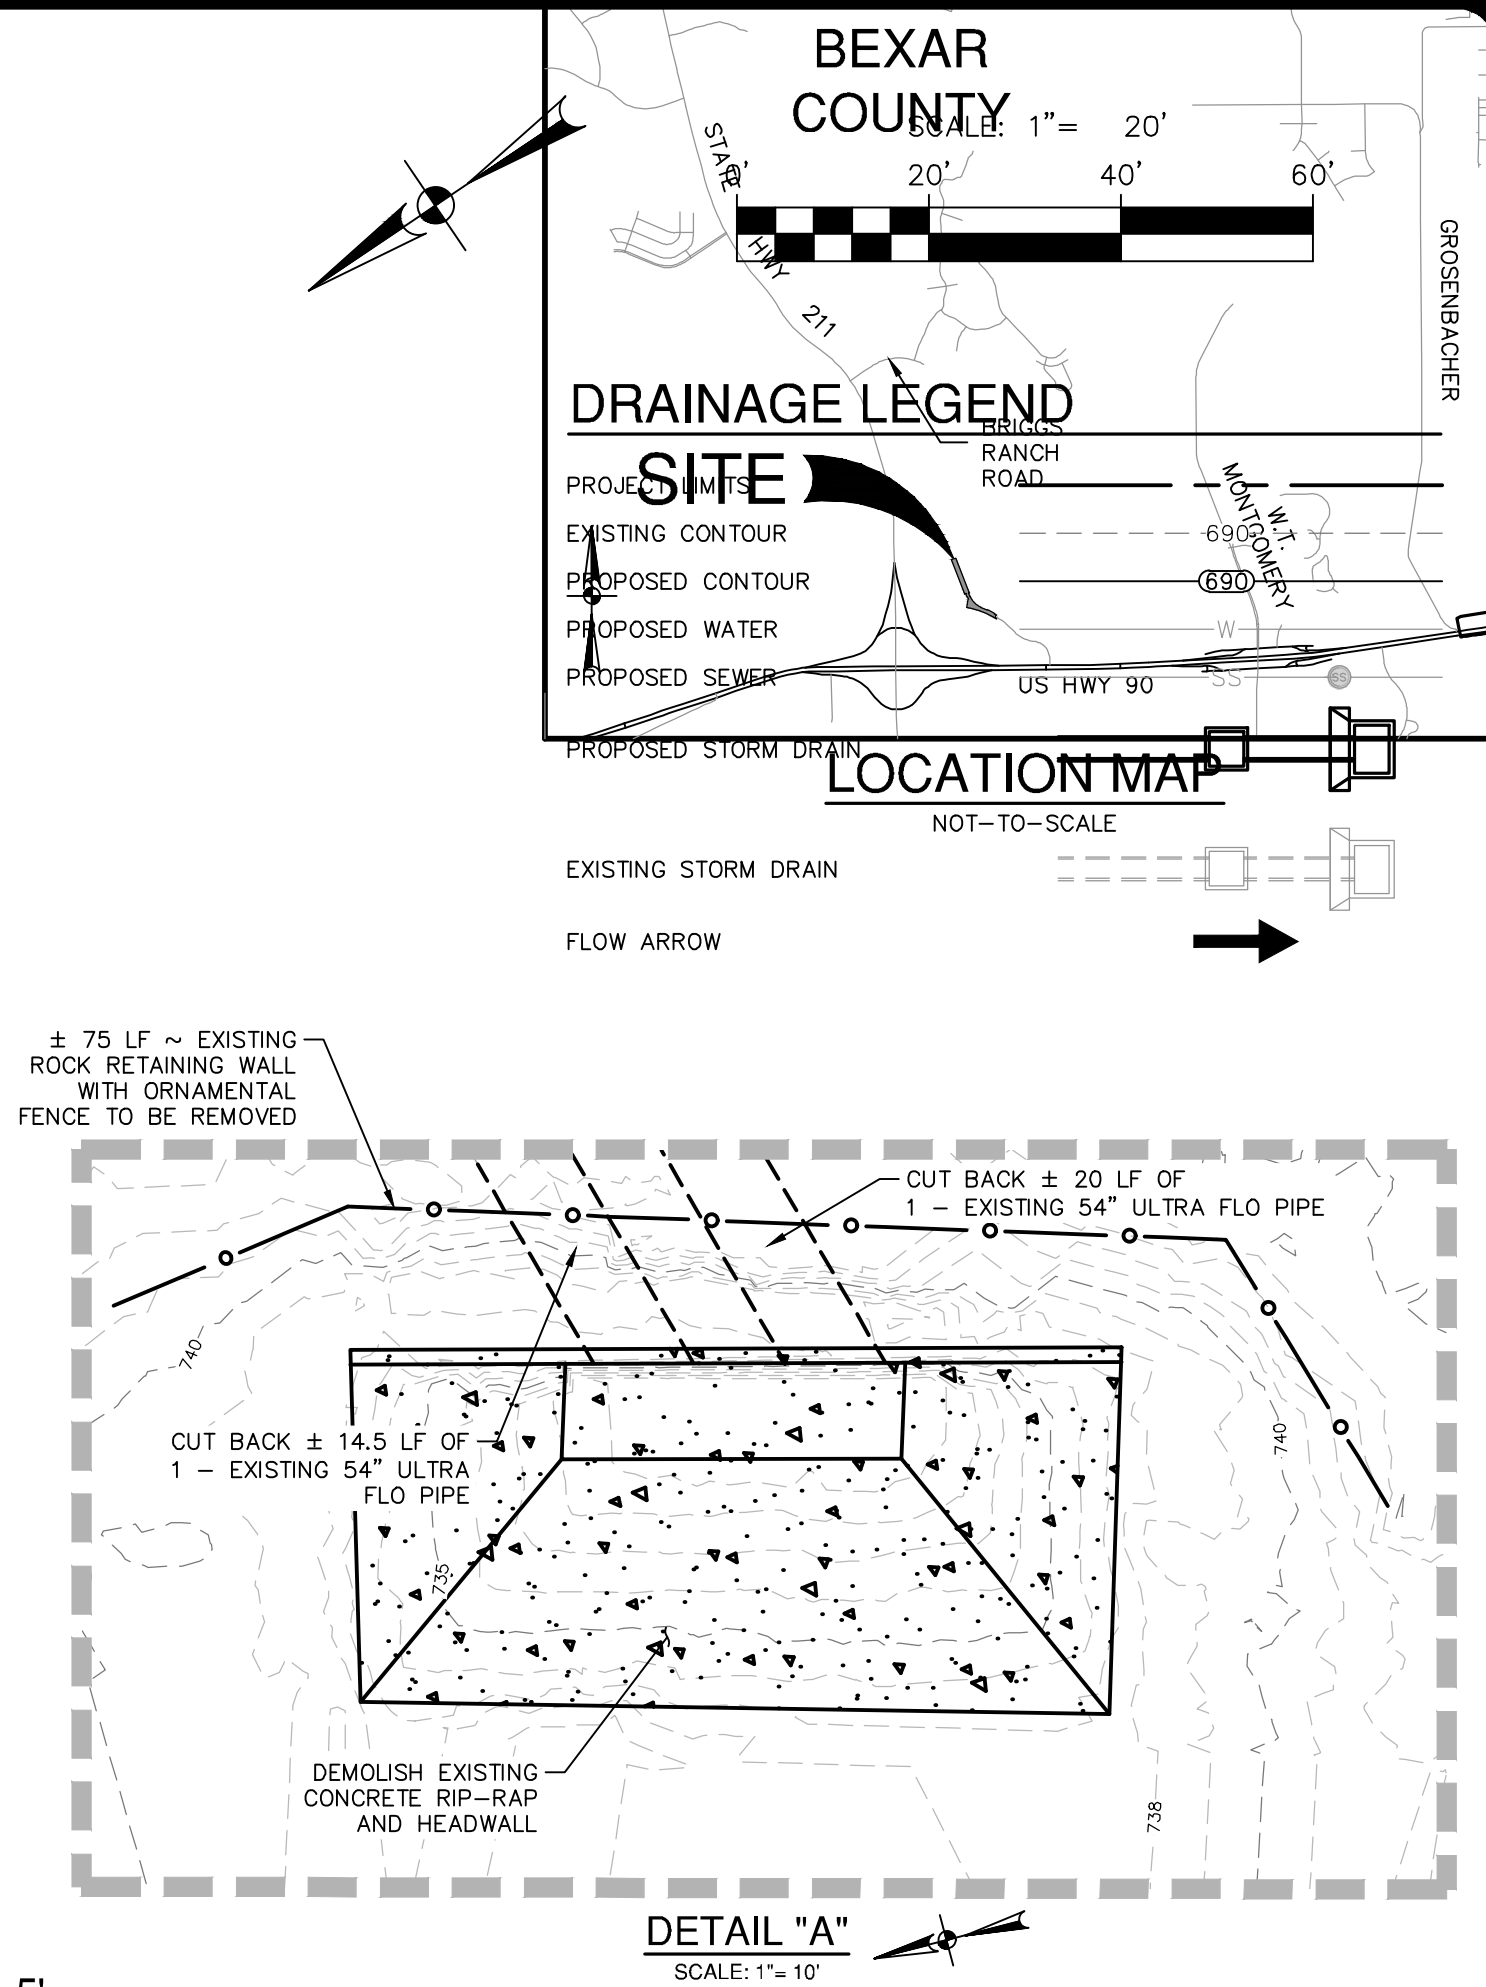 BEXAR
COUNTY
SCALE: 1"= 20'
0' 20' 40' 60'
STATE
HWY
211
GROSENBACHER
DRAINAGE LEGEND
BRIGGS
RANCH
ROAD
SITE
PROJECT LIMITS
W.T.
MONTGOMERY
EXISTING CONTOUR
690
PROPOSED CONTOUR
690
PROPOSED WATER
W
PROPOSED SEWER
SS
SS
US HWY 90
PROPOSED STORM DRAIN
LOCATION MAP
NOT-TO-SCALE
EXISTING STORM DRAIN
FLOW ARROW
± 75 LF ~ EXISTING
ROCK RETAINING WALL
WITH ORNAMENTAL
FENCE TO BE REMOVED
CUT BACK ± 20 LF OF
1 - EXISTING 54" ULTRA FLO PIPE
740
CUT BACK ± 14.5 LF OF
1 - EXISTING 54" ULTRA
FLO PIPE
740
735
DEMOLISH EXISTING
CONCRETE RIP-RAP
AND HEADWALL
738
DETAIL "A"
SCALE: 1"= 10'
5'